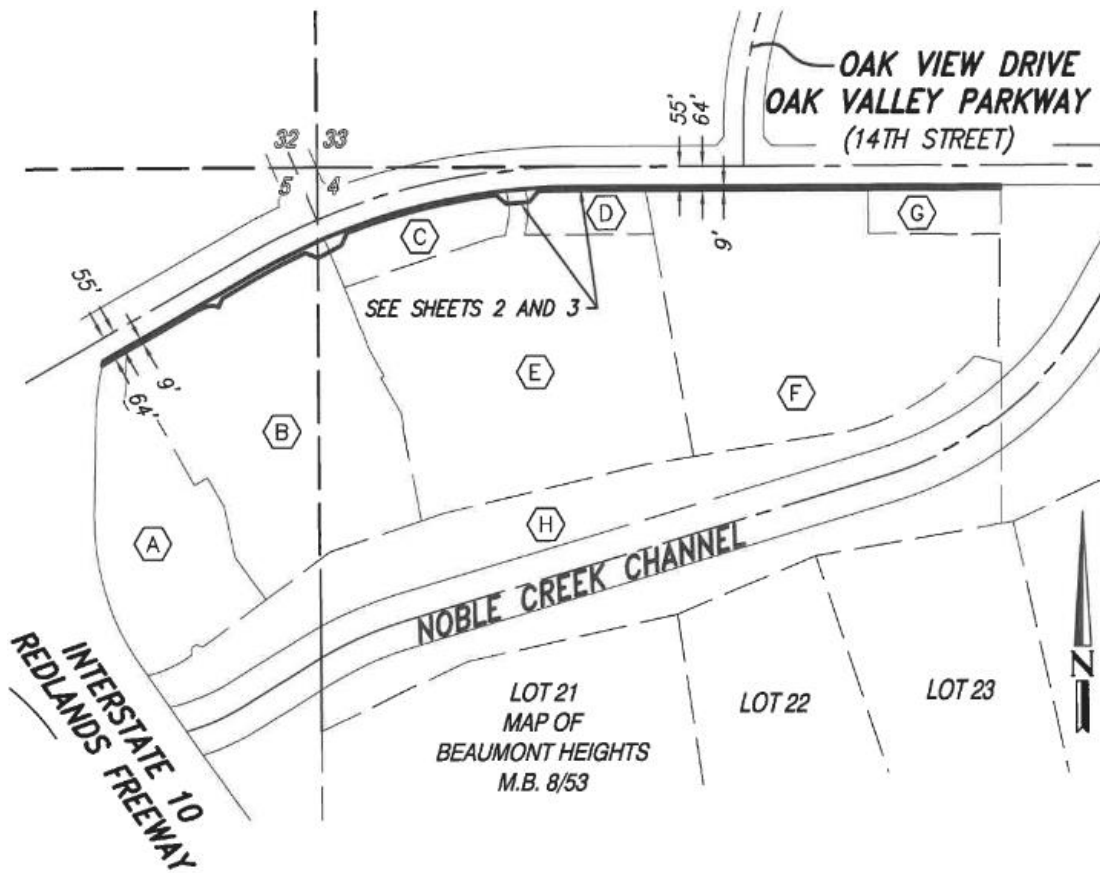 OAK VIEW DRIVE
OAK VALLEY PARKWAY
(14TH STREET)
55'
64'
32 33
5 4
9'
C
D
G
SEE SHEETS 2 AND 3
55'
9'
64'
E
F
B
A
H
NOBLE CREEK CHANNEL
INTERSTATE 10
REDLANDS FREEWAY
LOT 21
MAP OF
BEAUMONT HEIGHTS
M.B. 8/53
LOT 22
LOT 23
N